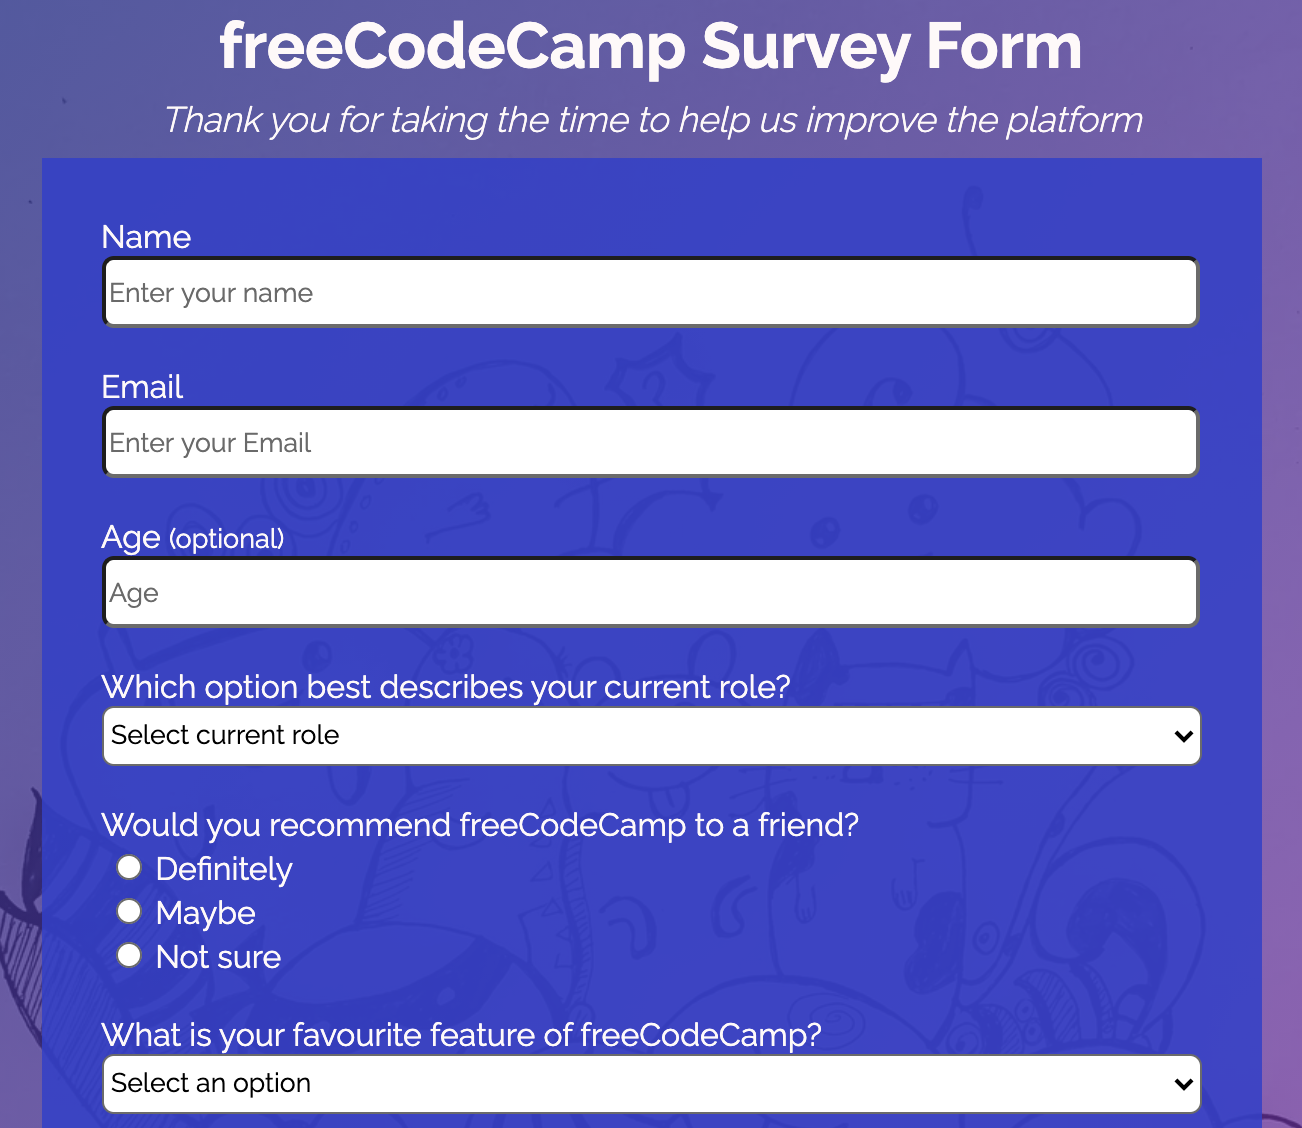 freeCodeCamp Survey Form
Thank you for taking the time to help us improve the platform
Name
Enter your name
Email
Enter your Email
Age (optional)
Age
Which option best describes your current role?
Select current role
Would you recommend freeCodeCamp to a friend?
Definitely
Maybe
Not sure
What is your favourite feature of freeCodeCamp?
Select an option